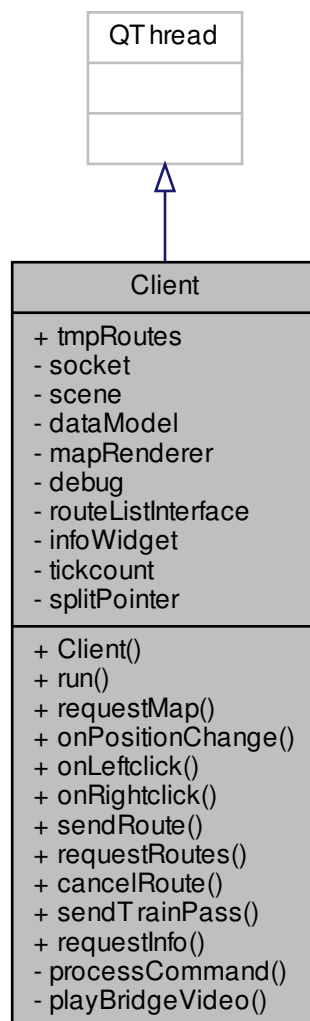 QThread
Client
+ tmpRoutes
- socket
- scene
- dataModel
- mapRenderer
- debug
- routeListInterface
- infoWidget
- tickcount
- splitPointer
+ Client()
+ run()
+ requestMap()
+ onPositionChange()
+ onLeftclick()
+ onRightclick()
+ sendRoute()
+ requestRoutes()
+ cancelRoute()
+ sendTrainPass()
+ requestInfo()
- processCommand()
- playBridgeVideo()